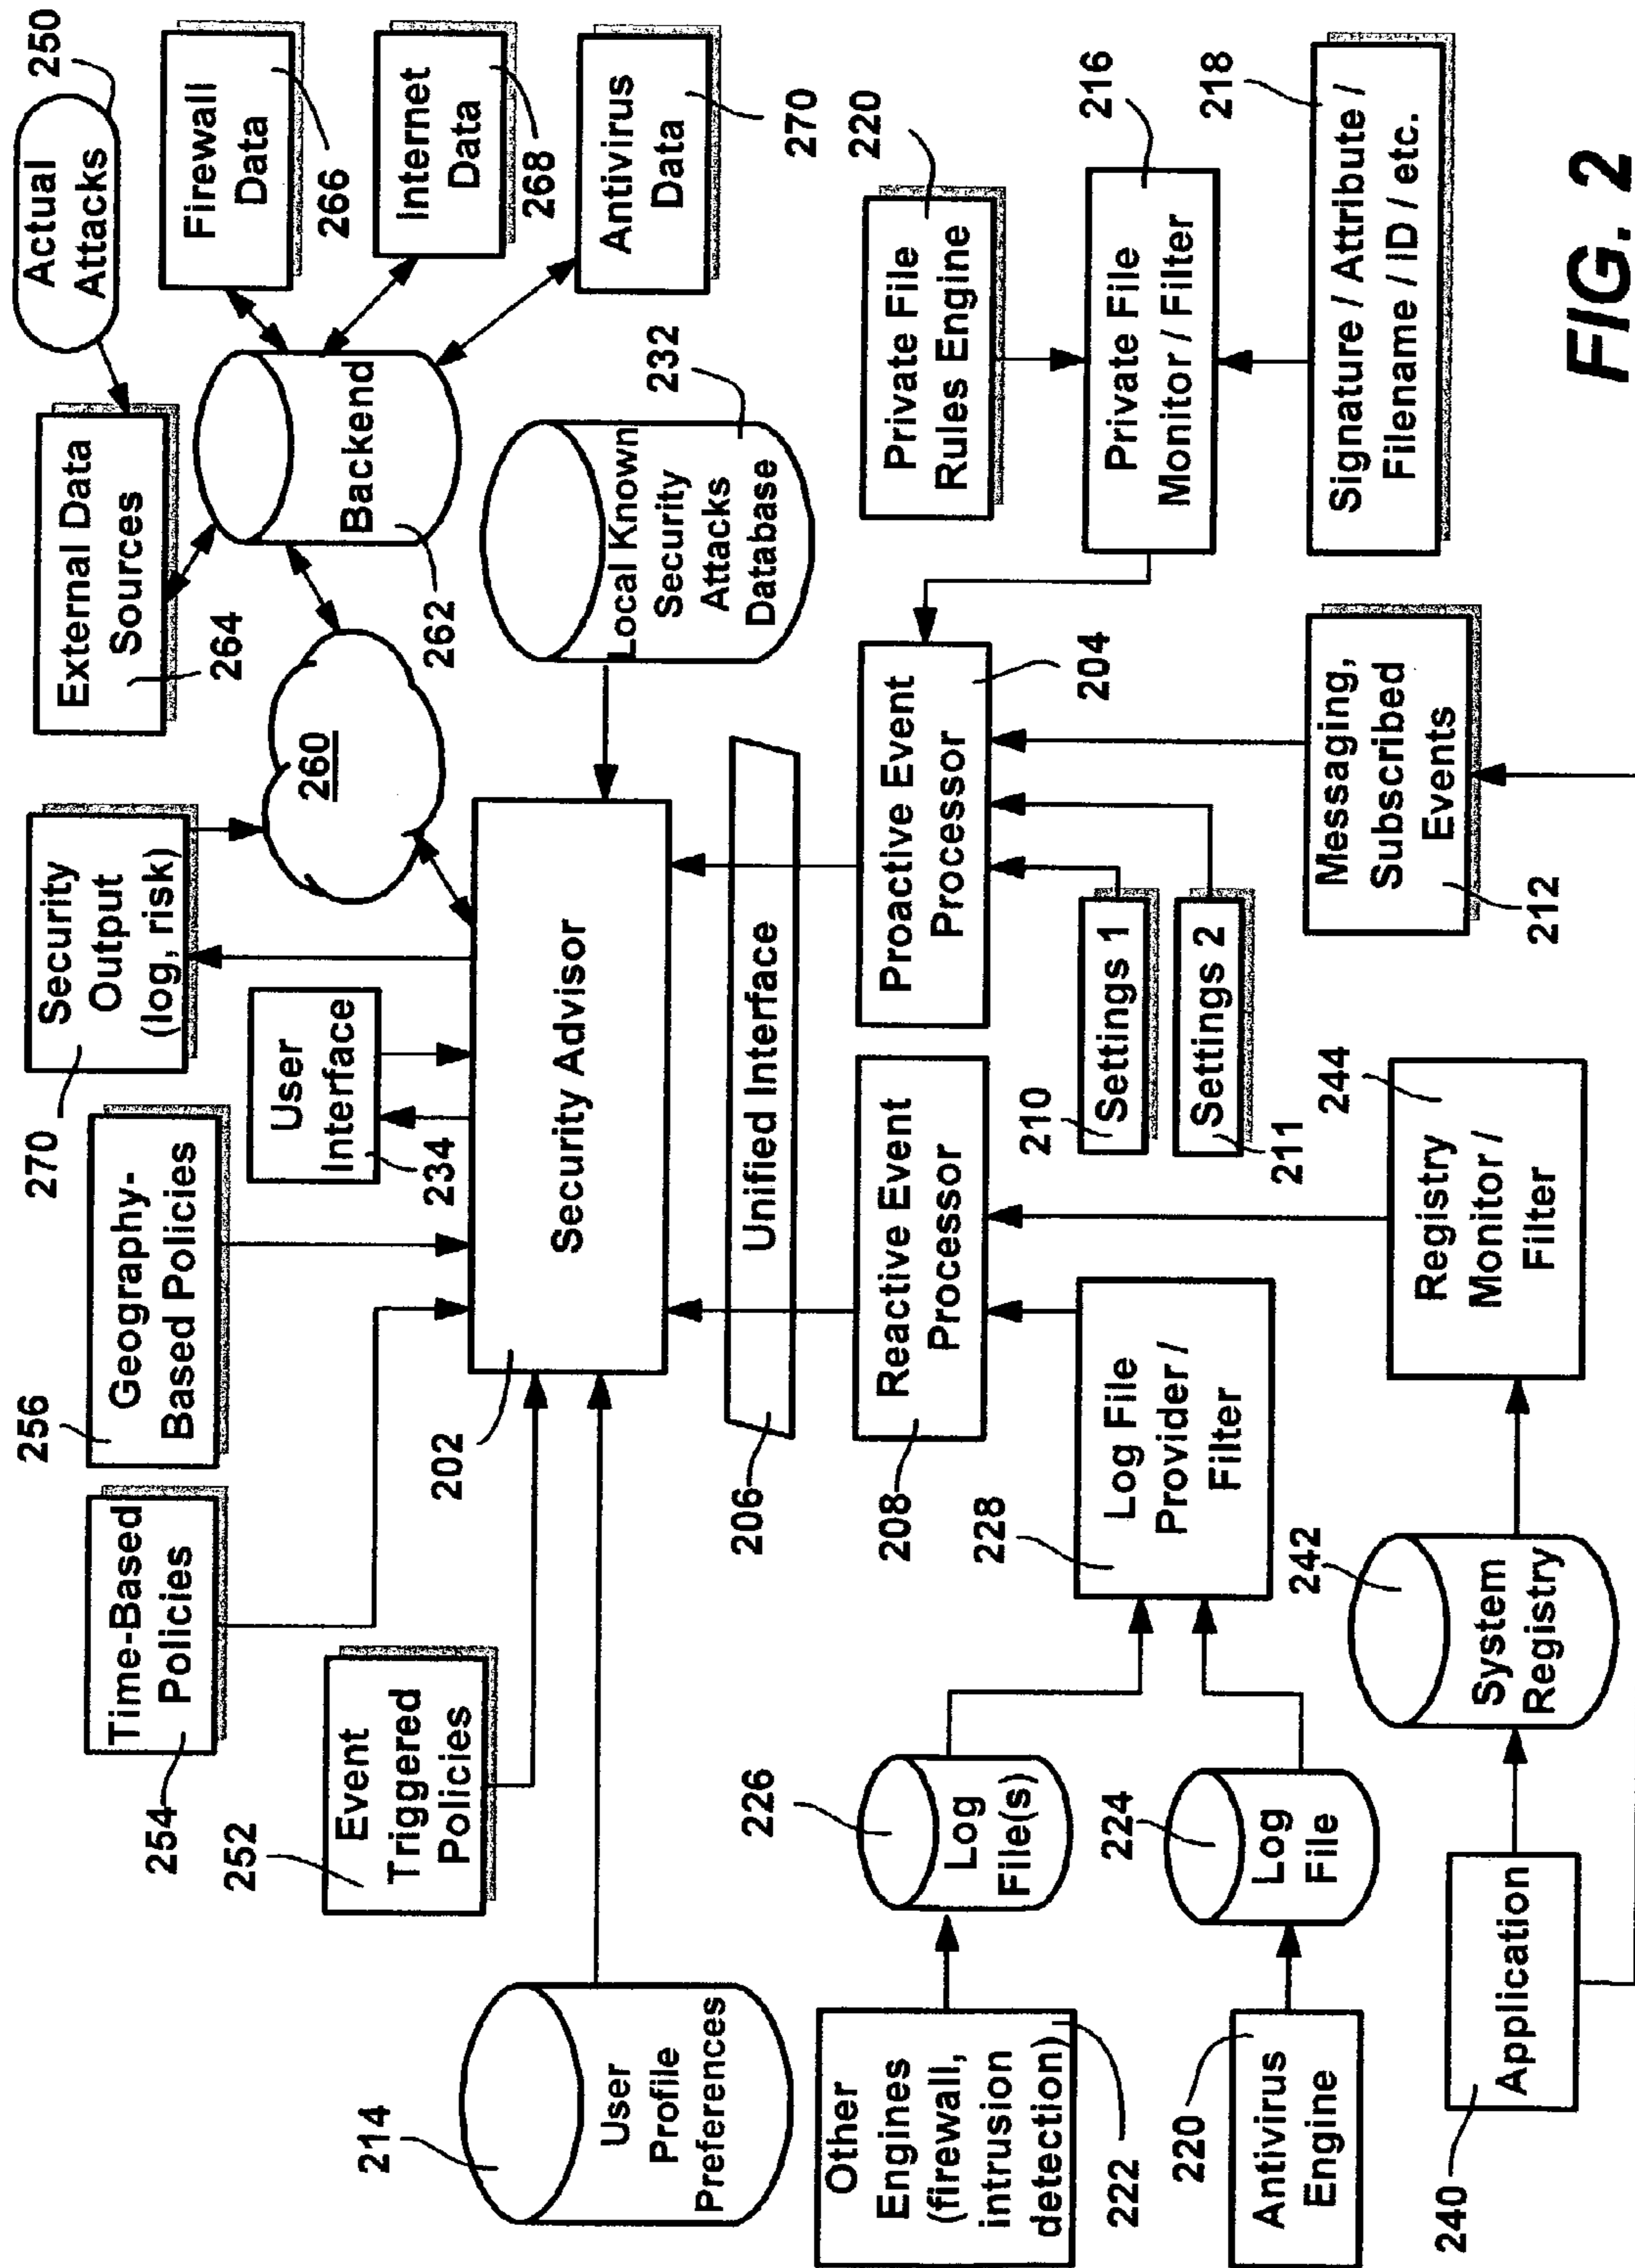 Time-Based
Policies
254
256
Geography-
Based Policies
270
Security
Output
(log, risk)
External Data
Sources
264
Actual
Attacks
250
Event
Triggered
Policies
252
User
Interface
234
260
Backend
262
Firewall
Data
266
Internet
Data
268
Antivirus
Data
270
214
User
Profile
Preferences
202
Security Advisor
Local Known
Security
Attacks
Database
232
206
Unified Interface
208
Reactive Event
Processor
Proactive Event
Processor
204
Private File
Rules Engine
220
Other
Engines
(firewall,
intrusion
detection)
222
226
Log
File(s)
228
Log File
Provider /
Filter
210
Settings 1
Settings 2
211
Private File
Monitor / Filter
216
220
Antivirus
Engine
224
Log
File
Messaging,
Subscribed
Events
212
Signature / Attribute /
Filename / ID / etc.
218
240
Application
242
System
Registry
Registry
Monitor /
Filter
244
FIG. 2